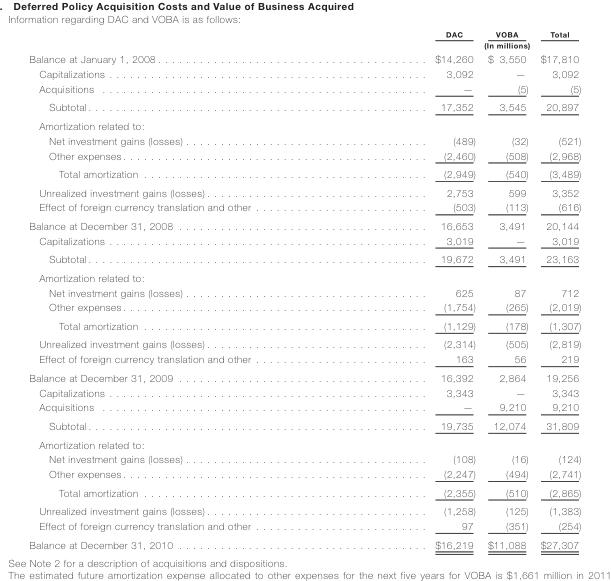 . Deferred Policy Acquisition Costs and Value of Business Acquired
Information regarding DAC and VOBA is as follows:
DAC VOBA Total
(In millions)
Balance at January 1, 2008 $14,260 $ 3,550 $17,810
Capitalizations 3,092 — 3,092
Acquisitions — (5) (5)
Subtotal 17,352 3,545 20,897
Amortization related to:
Net investment gains (losses) (489) (32) (521)
Other expenses (2,460) (508) (2,968)
Total amortization (2,949) (540) (3,489)
Unrealized investment gains (losses) 2,753 599 3,352
Effect of foreign currency translation and other (503) (113) (616)
Balance at December 31, 2008 16,653 3,491 20,144
Capitalizations 3,019 — 3,019
Subtotal 19,672 3,491 23,163
Amortization related to:
Net investment gains (losses) 625 87 712
Other expenses (1,754) (265) (2,019)
Total amortization (1,129) (178) (1,307)
Unrealized investment gains (losses) (2,314) (505) (2,819)
Effect of foreign currency translation and other 163 56 219
Balance at December 31, 2009 16,392 2,864 19,256
Capitalizations 3,343 — 3,343
Acquisitions — 9,210 9,210
Subtotal 19,735 12,074 31,809
Amortization related to:
Net investment gains (losses) (108) (16) (124)
Other expenses (2,247) (494) (2,741)
Total amortization (2,355) (510) (2,865)
Unrealized investment gains (losses) (1,258) (125) (1,383)
Effect of foreign currency translation and other 97 (351) (254)
Balance at December 31, 2010 $16,219 $11,088 $27,307
See Note 2 for a description of acquisitions and dispositions.
The estimated future amortization expense allocated to other expenses for the next five years for VOBA is $1,661 million in 2011